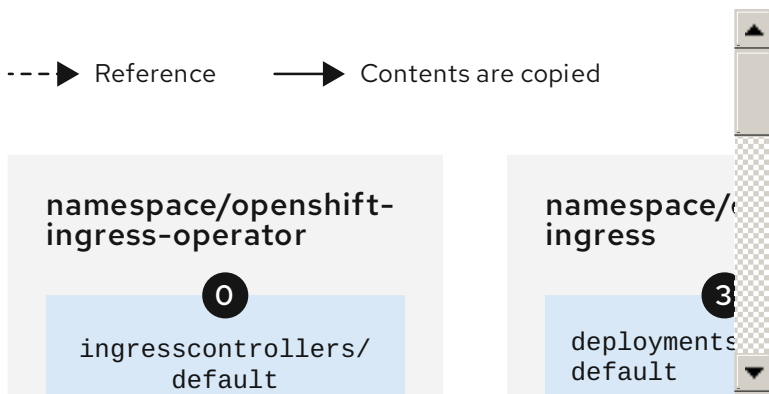 Reference
Contents are copied
namespace/openshift-
ingress-operator
0
ingresscontrollers/
default
namespace/
ingress
3
deployments
default